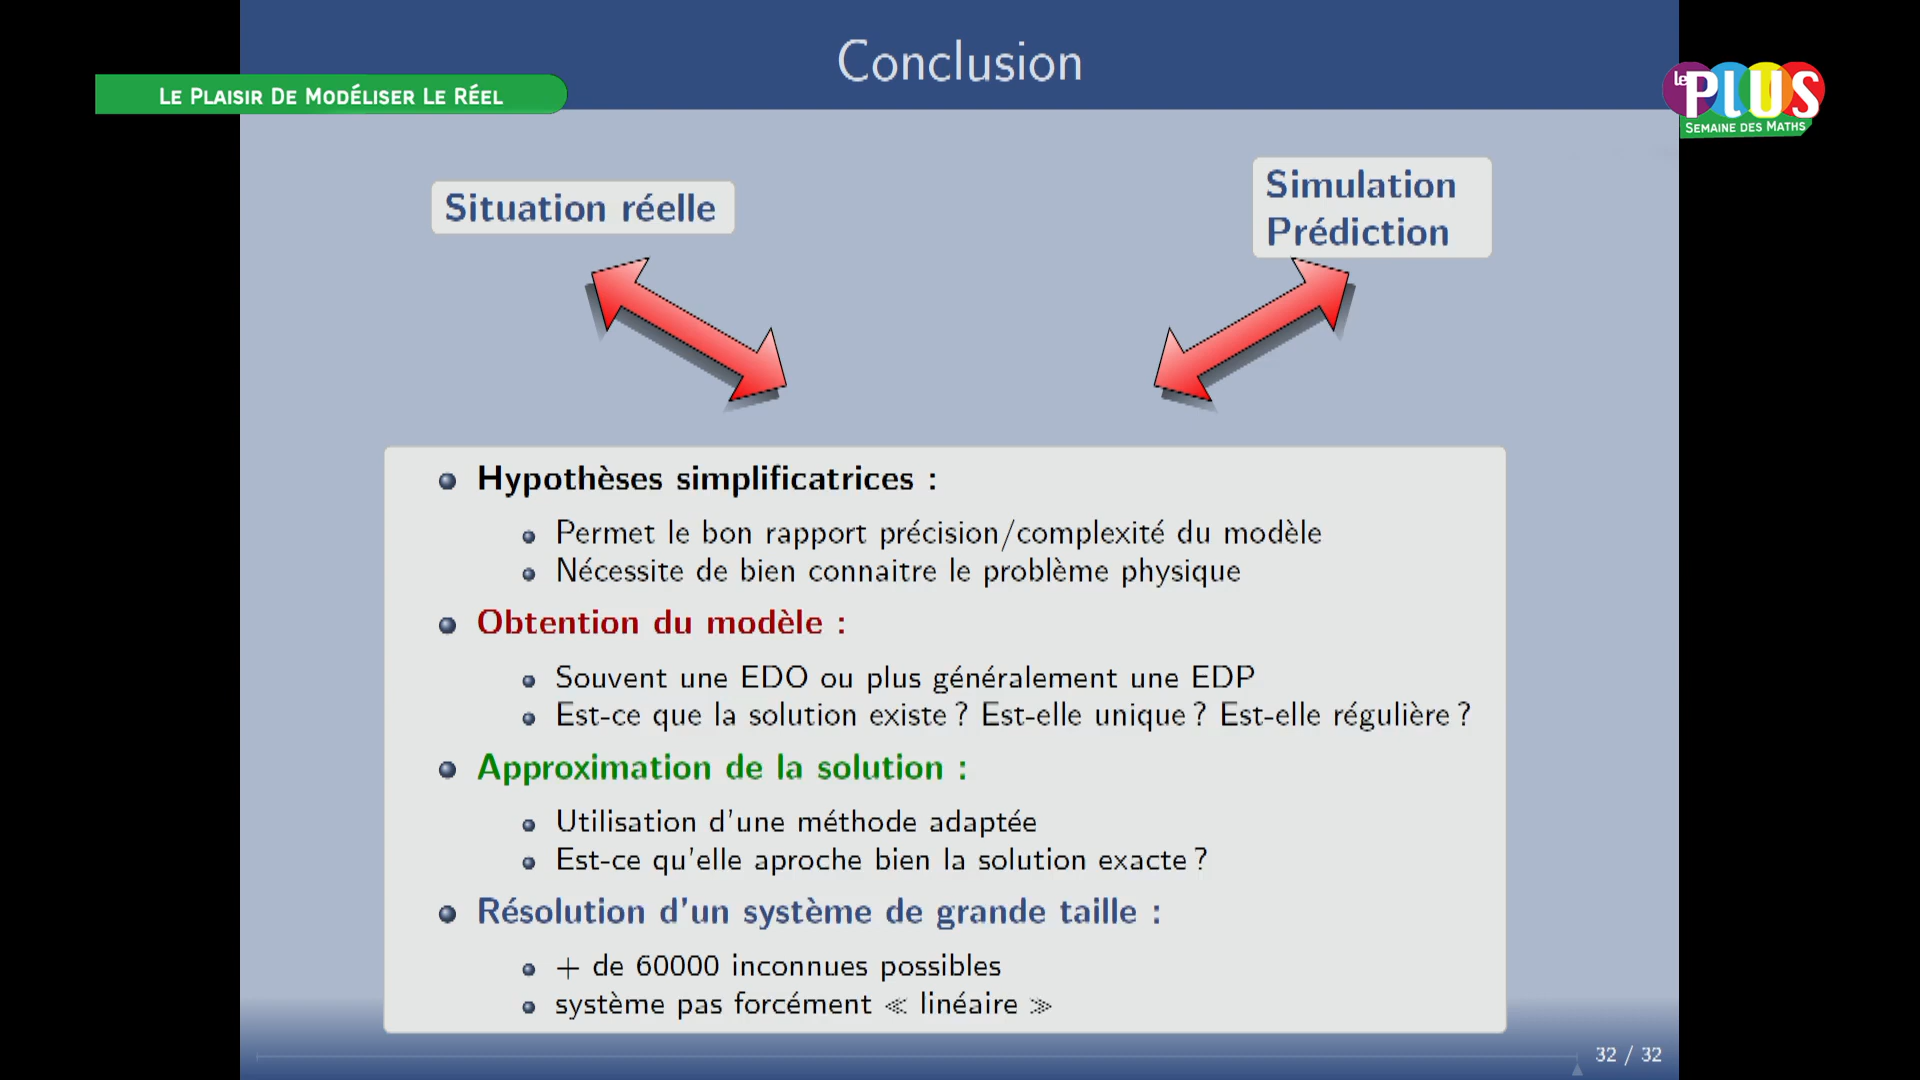 Conclusion
Le Plaisir De Modéliser Le Réel
le PLUS
Semaine des Maths
Situation réelle
Simulation
Prédiction
Hypothèses simplificatrices :
Permet le bon rapport précision/complexité du modèle
Nécessite de bien connaitre le problème physique
Obtention du modèle :
Souvent une EDO ou plus généralement une EDP
Est-ce que la solution existe ? Est-elle unique ? Est-elle régulière ?
Approximation de la solution :
Utilisation d'une méthode adaptée
Est-ce qu'elle aproche bien la solution exacte ?
Résolution d'un système de grande taille :
+ de 60000 inconnues possibles
système pas forcément ≪ linéaire ≫
32 / 32